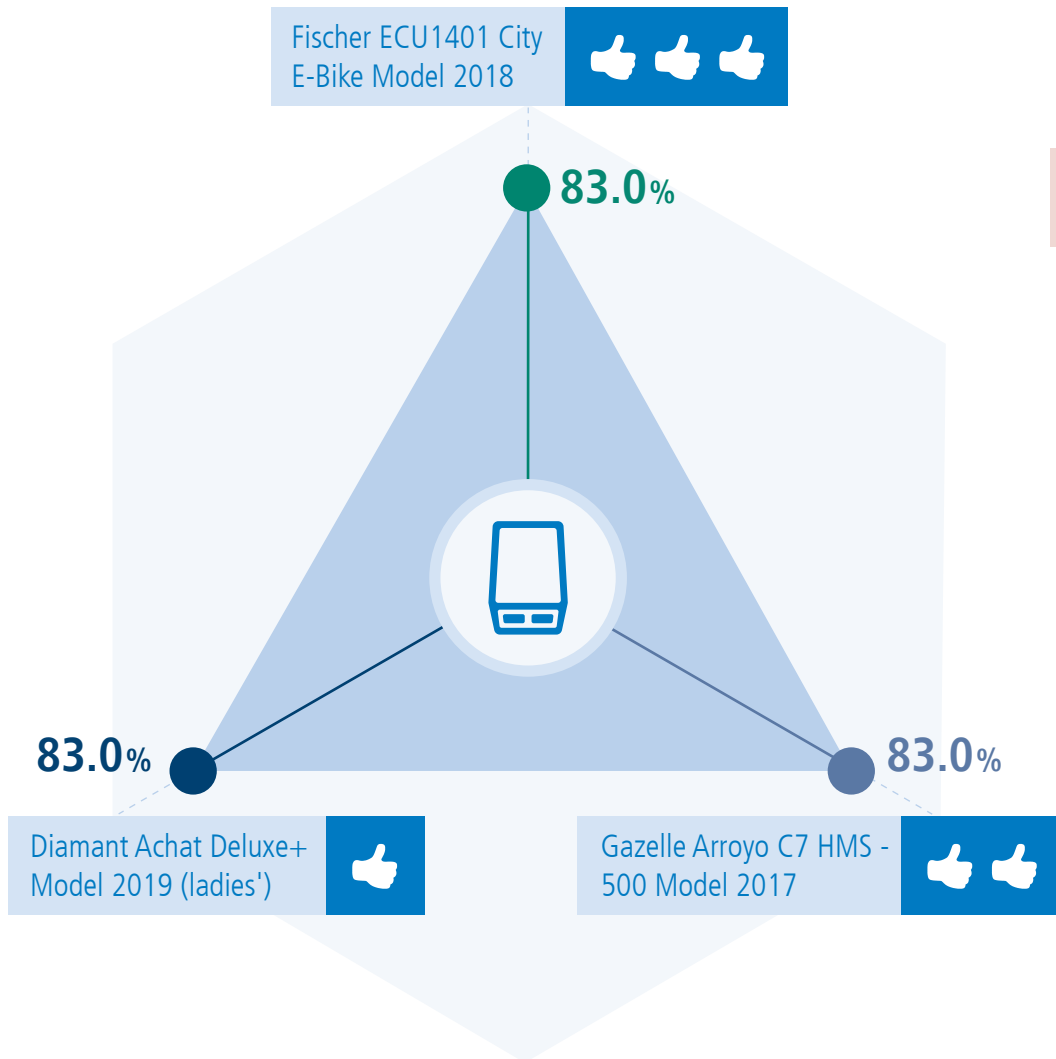 Fischer ECU1401 City
E-Bike Model 2018
83.0%
83.0%
83.0%
Diamant Achat Deluxe+
Model 2019 (ladies')
Gazelle Arroyo C7 HMS -
500 Model 2017